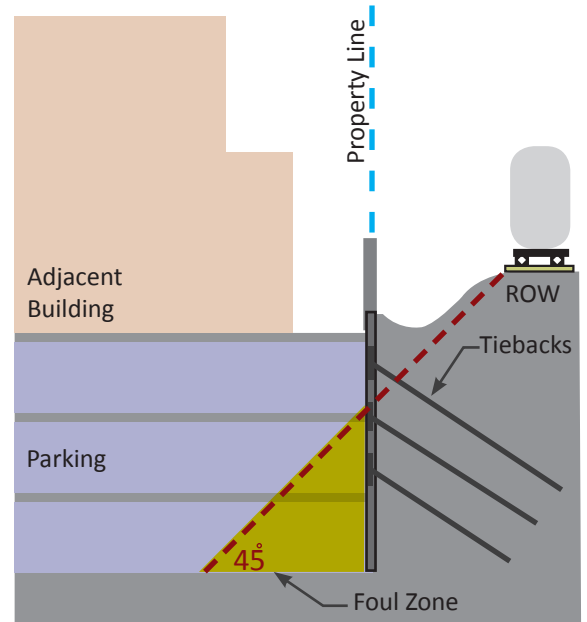 Property Line
Adjacent
Building
ROW
Tiebacks
Parking
45°
Foul Zone